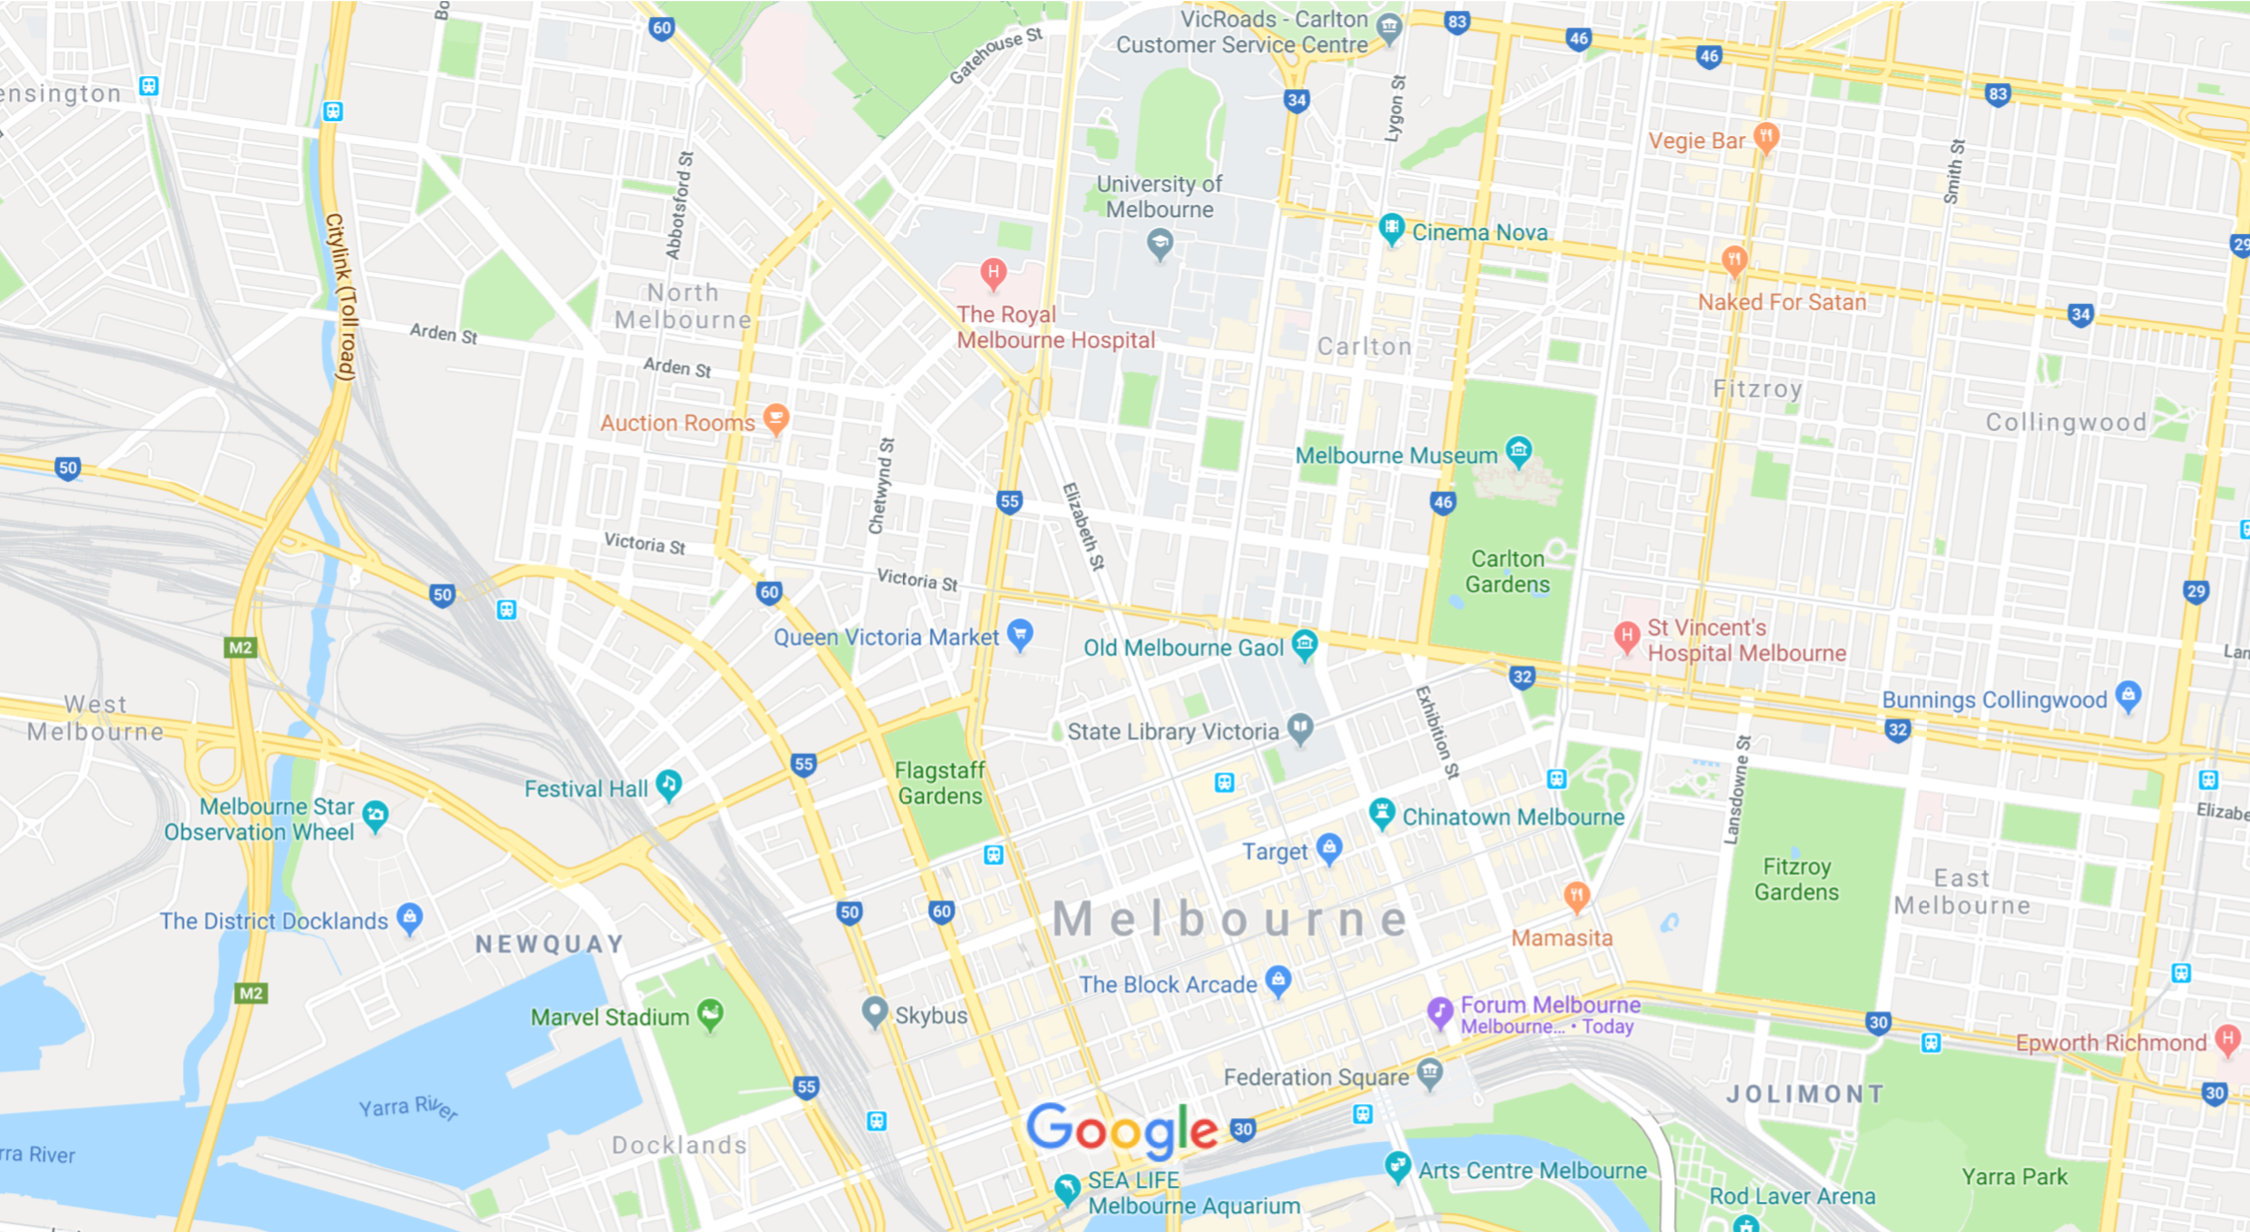 VicRoads - Carlton
Customer Service Centre
60
83
46
46
83
Gatehouse St
34
Lygon St
ensington
Vegie Bar
Smith St
University of
Melbourne
Abbotsford St
Citylink (Toll road)
Cinema Nova
29
North
Melbourne
The Royal
Melbourne Hospital
Naked For Satan
34
Arden St
Arden St
Carlton
Fitzroy
Collingwood
Auction Rooms
Chetwynd St
Melbourne Museum
50
55
46
Elizabeth St
Victoria St
Victoria St
Carlton
Gardens
50
60
29
M2
Queen Victoria Market
Old Melbourne Gaol
St Vincent's
Hospital Melbourne
Lan
32
Bunnings Collingwood
West
Melbourne
State Library Victoria
Exhibition St
32
Lansdowne St
55
Flagstaff
Gardens
Festival Hall
Melbourne Star
Observation Wheel
Chinatown Melbourne
Elizabe
Target
Fitzroy
Gardens
East
Melbourne
The District Docklands
50
60
Melbourne
NEWQUAY
Mamasita
M2
The Block Arcade
Marvel Stadium
Skybus
Forum Melbourne
Melbourne... • Today
30
Epworth Richmond
Federation Square
55
JOLIMONT
30
Yarra River
Google
30
Docklands
rra River
SEA LIFE
Melbourne Aquarium
Arts Centre Melbourne
Yarra Park
Rod Laver Arena